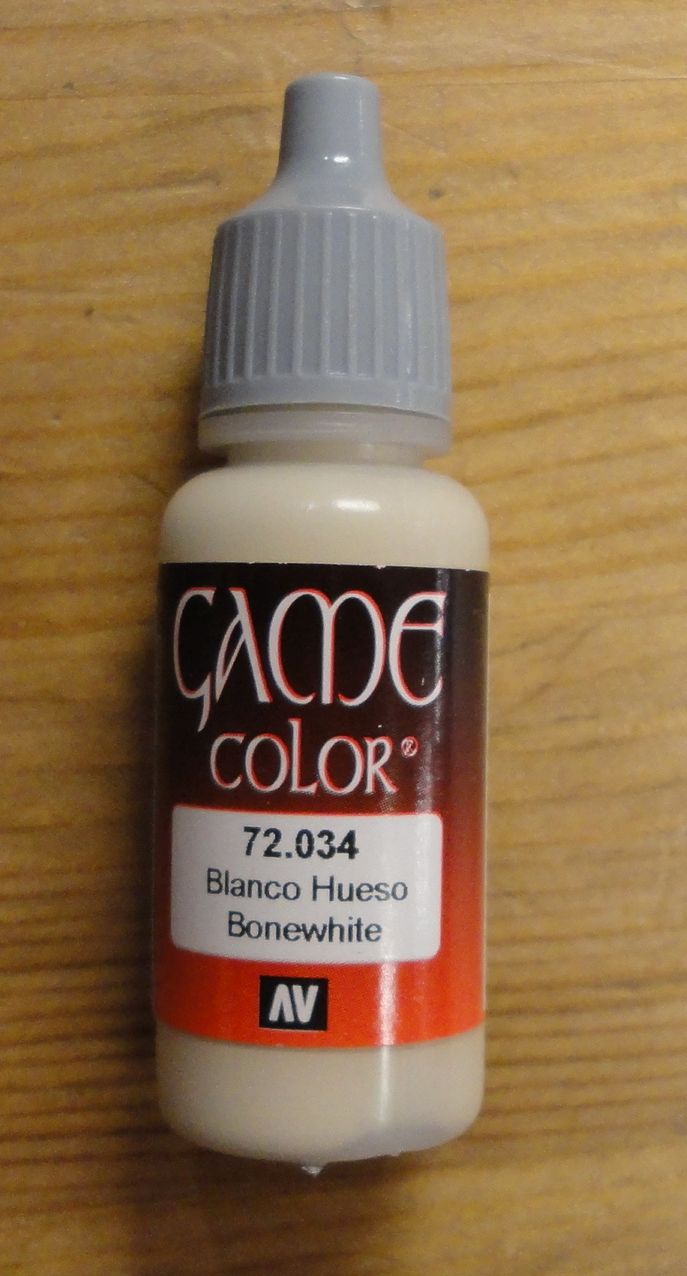 GAME
COLOR®
72.034
Blanco Hueso
Bonewhite
AV